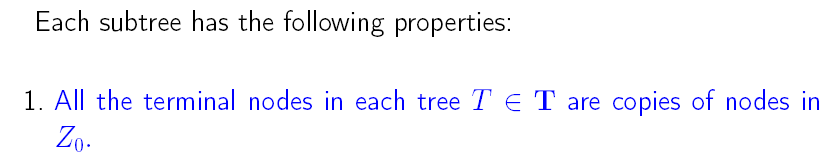 Each subtree has the following properties:
1. All the terminal nodes in each tree T ∈ T are copies of nodes in
Z₀.